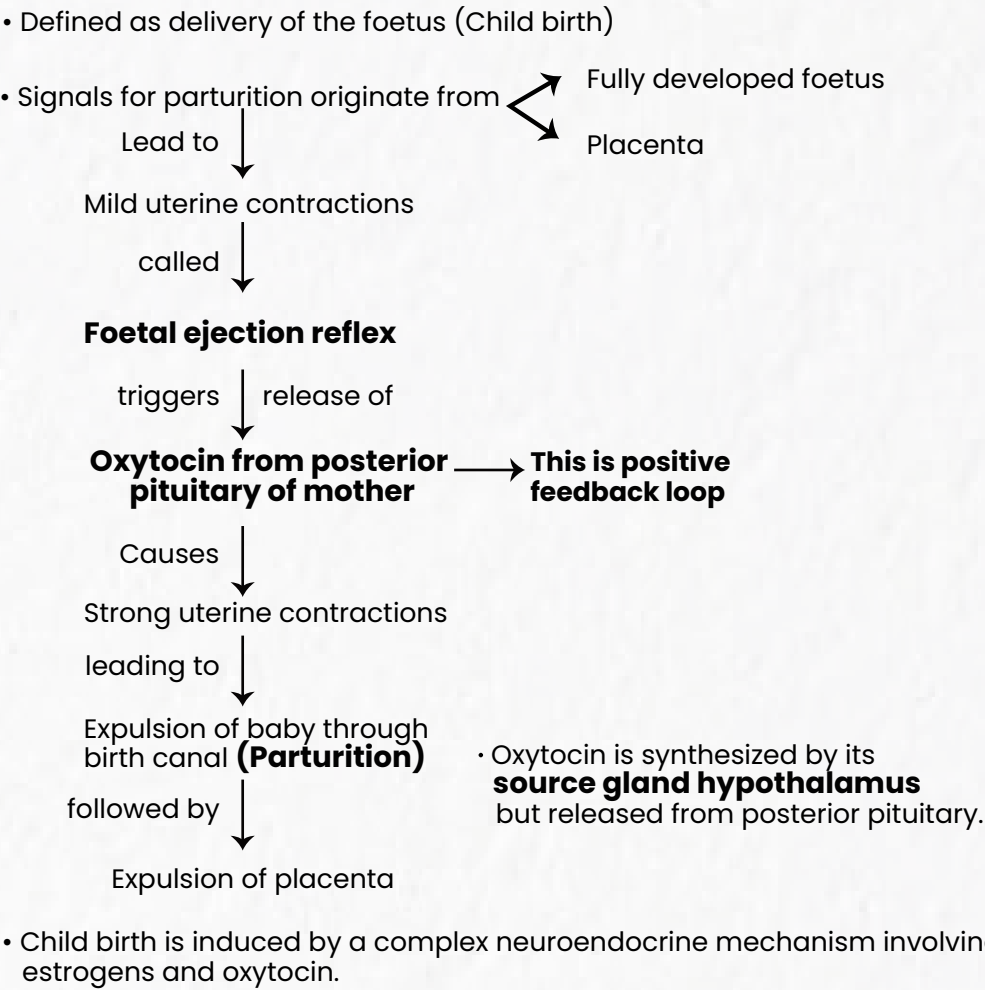 • Defined as delivery of the foetus (Child birth)
• Signals for parturition originate from
Fully developed foetus
Placenta
Lead to
Mild uterine contractions
called
Foetal ejection reflex
triggers release of
Oxytocin from posterior
pituitary of mother
This is positive
feedback loop
Causes
Strong uterine contractions
leading to
Expulsion of baby through
birth canal (Parturition)
· Oxytocin is synthesized by its
source gland hypothalamus
but released from posterior pituitary.
followed by
Expulsion of placenta
• Child birth is induced by a complex neuroendocrine mechanism involving
estrogens and oxytocin.